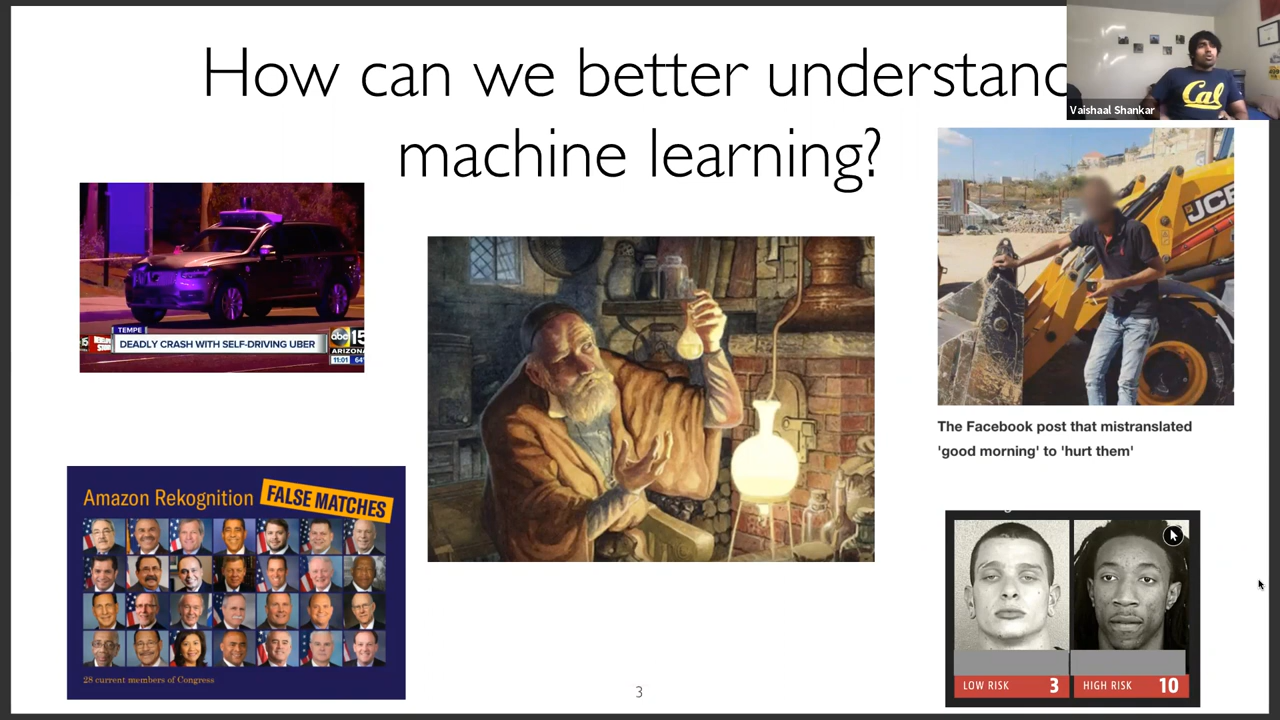 How can we better understand
machine learning?
Vaishaal Shankar
Cal
TEMPE
DEADLY CRASH WITH SELF-DRIVING UBER
abc 15
ARIZONA
11:01
JCB
The Facebook post that mistranslated
'good morning' to 'hurt them'
Amazon Rekognition FALSE MATCHES
28 current members of Congress
LOW RISK 3 HIGH RISK 10
3